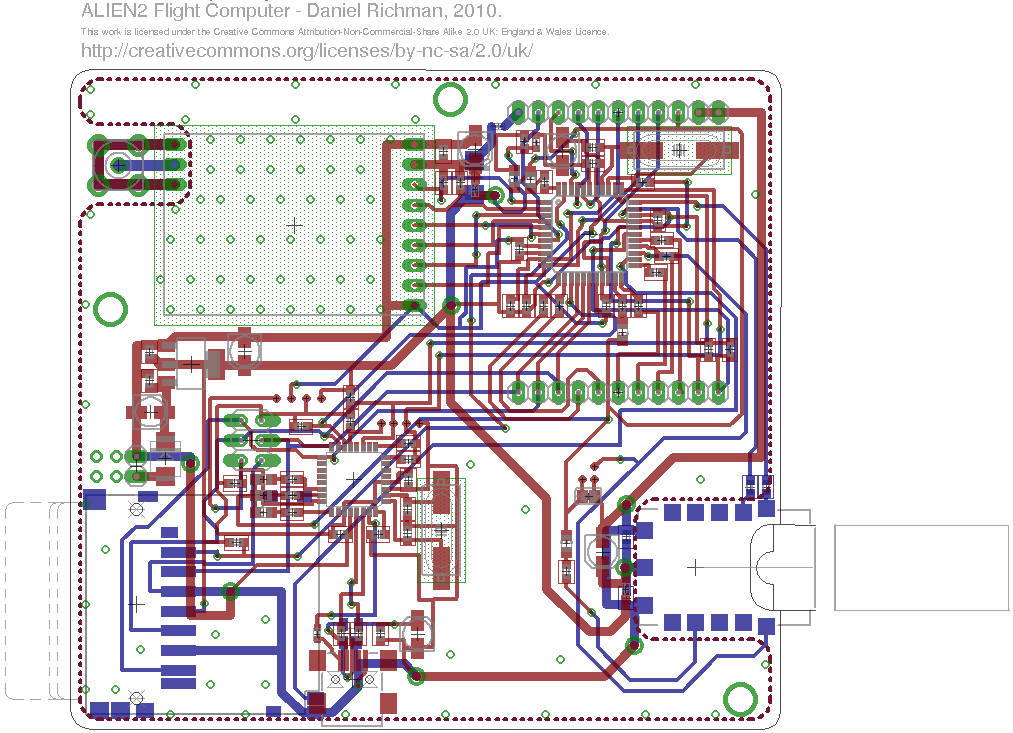 ALIEN2 Flight Computer - Daniel Richman, 2010.
This work is licensed under the Creative Commons Attribution-Non-Commercial-Share Alike 2.0 UK: England & Wales Licence.
http://creativecommons.org/licenses/by-nc-sa/2.0/uk/